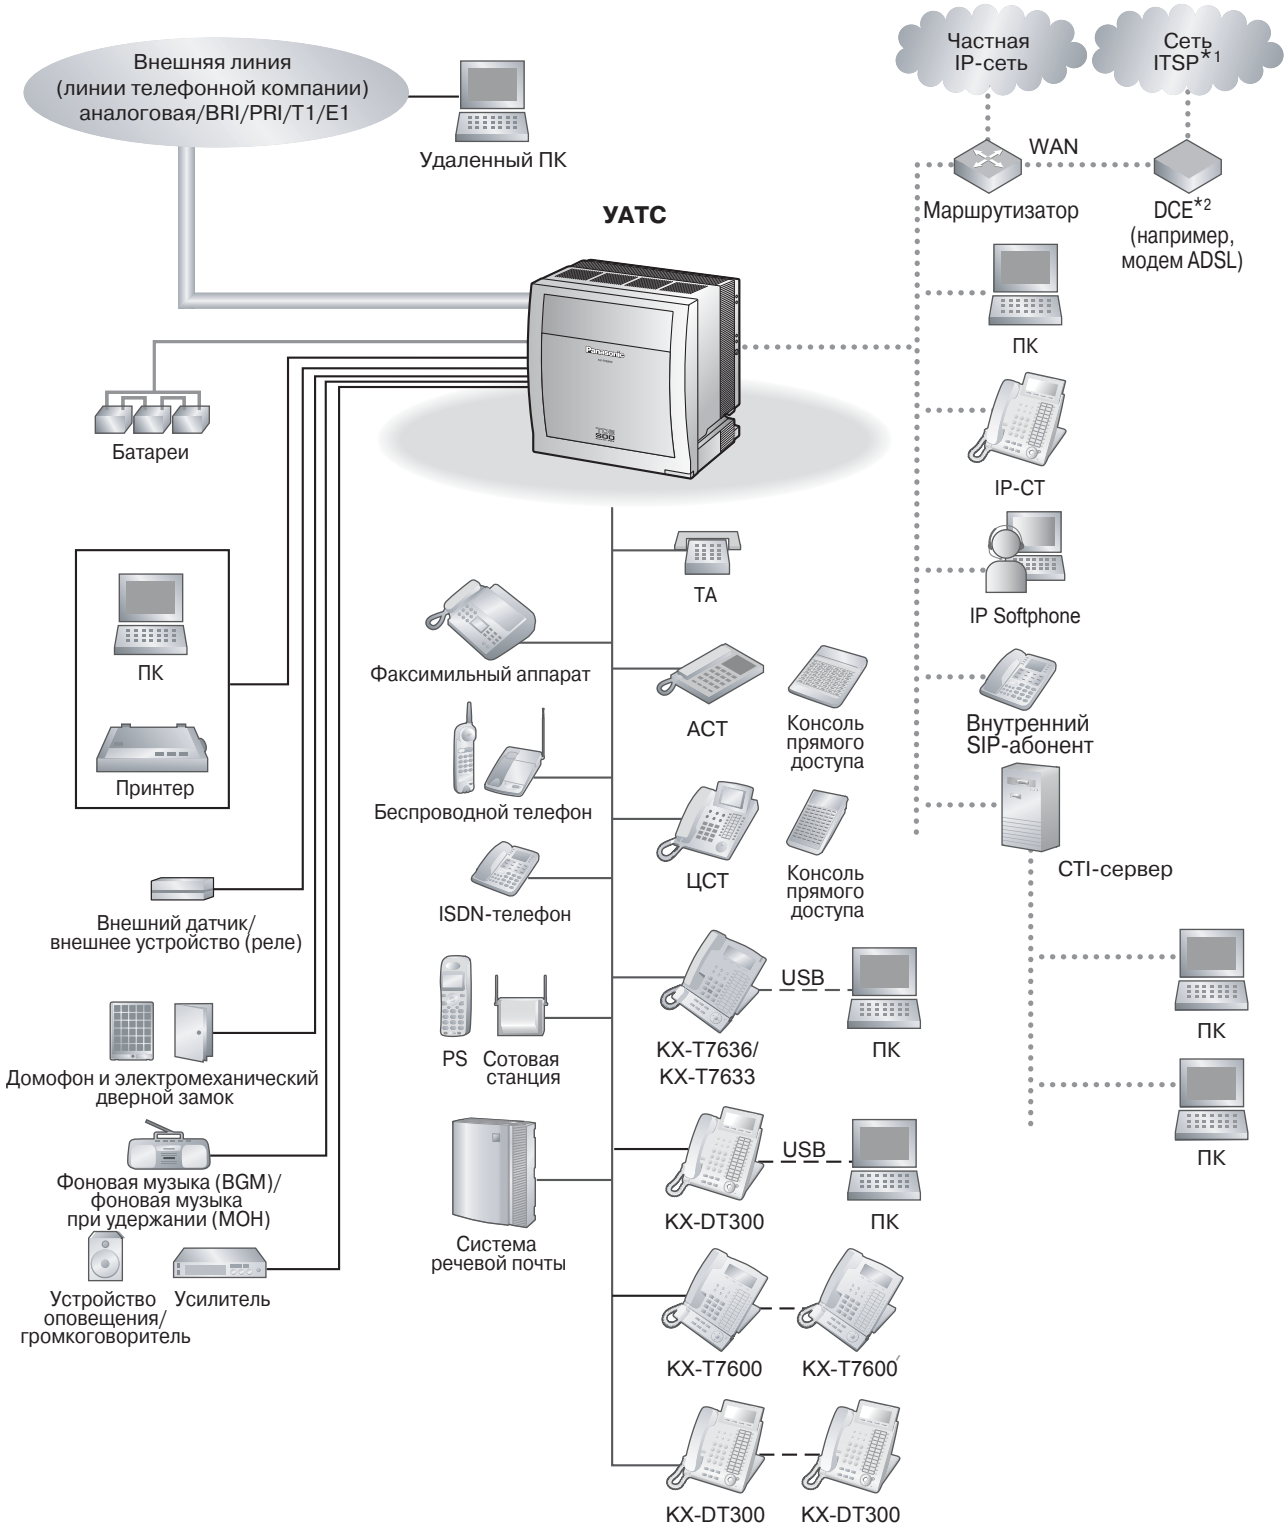 Внешняя линия
(линии телефонной компании)
аналоговая/BRI/PRI/T1/E1
Удаленный ПК
Частная
IP-сеть
Сеть
ITSP*1
WAN
Маршрутизатор
DCE*2
(например,
модем ADSL)
УАТС
Panasonic
TDE
600
ПК
Батареи
IP-СТ
ТА
IP Softphone
ПК
Факсимильный аппарат
АСТ
Консоль
прямого
доступа
Внутренний
SIP-абонент
Принтер
Беспроводной телефон
ЦСТ
Консоль
прямого
доступа
CTI-сервер
ISDN-телефон
Внешний датчик/
внешнее устройство (реле)
USB
PS
Сотовая
станция
KX-T7636/
KX-T7633
ПК
ПК
Домофон и электромеханический
дверной замок
USB
ПК
Фоновая музыка (BGM)/
фоновая музыка
при удержании (MOH)
KX-DT300
ПК
Система
речевой почты
Устройство
оповещения/
громкоговоритель
Усилитель
KX-T7600
KX-T7600
KX-DT300
KX-DT300